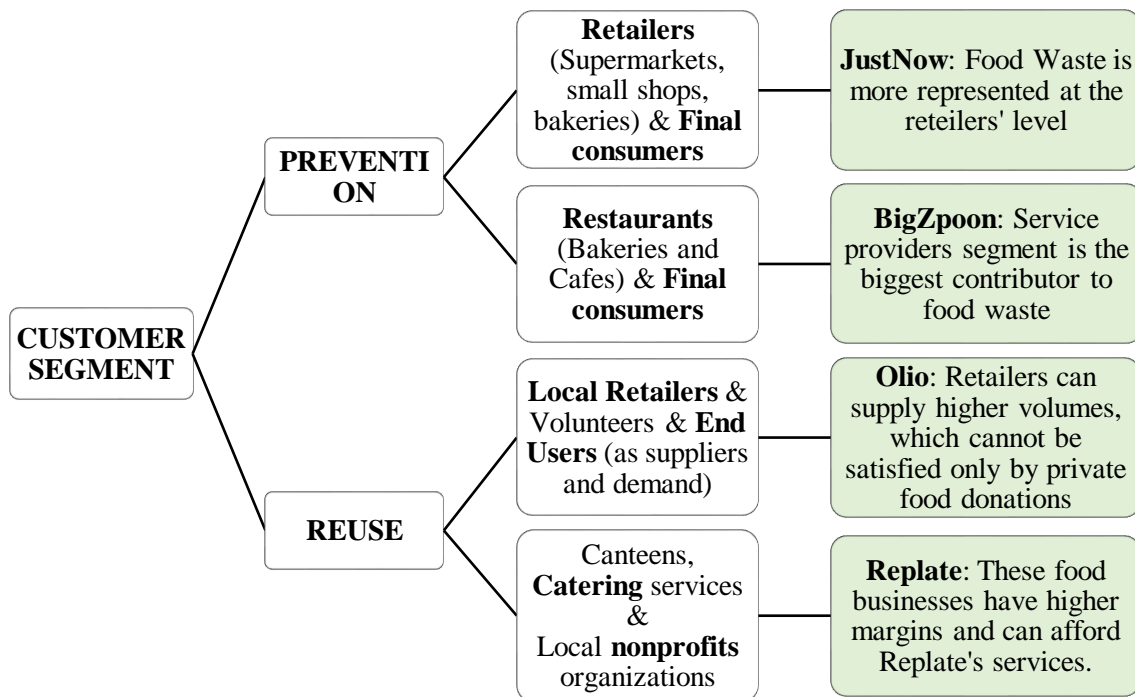 CUSTOMER
SEGMENT
PREVENTI
ON
Retailers
(Supermarkets,
small shops,
bakeries) & Final
consumers
JustNow: Food Waste is
more represented at the
reteilers' level
Restaurants
(Bakeries and
Cafes) & Final
consumers
BigZpoon: Service
providers segment is the
biggest contributor to
food waste
REUSE
Local Retailers &
Volunteers & End
Users (as suppliers
and demand)
Olio: Retailers can
supply higher volumes,
which cannot be
satisfied only by private
food donations
Canteens,
Catering services
&
Local nonprofits
organizations
Replate: These food
businesses have higher
margins and can afford
Replate's services.